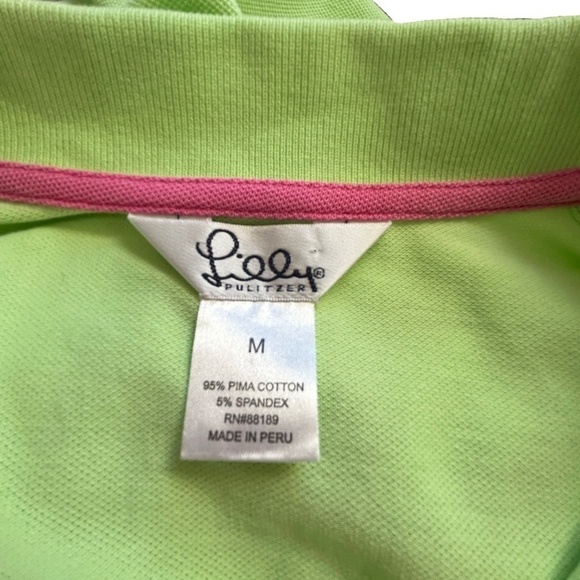 Lilly®
PULITZER
M
95% PIMA COTTON
5% SPANDEX
RN#88189
MADE IN PERU